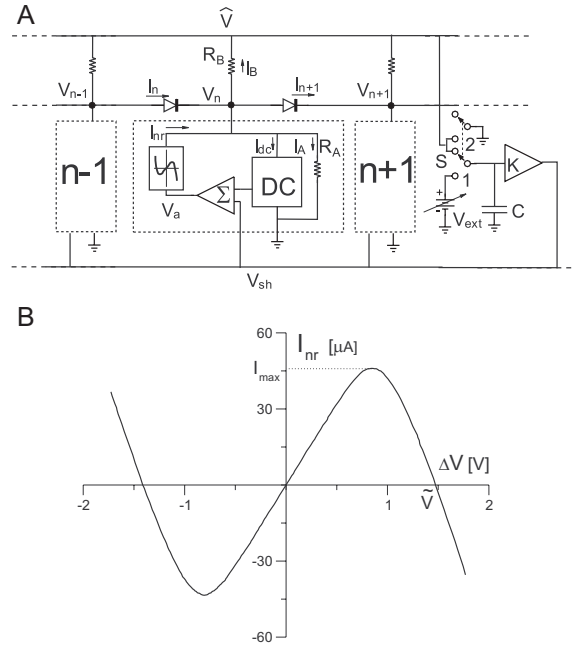 A
V̂
R_B
I_B
V_n-1
I_n
V_n
I_n+1
V_n+1
I_nr
I_dc
I_A
R_A
n-1
DC
n+1
Σ
V_a
S
2
1
K
+
-
V_ext
C
V_sh
B
60
I_nr [μA]
I_max
30
ΔV [V]
-2
-1
0
1
Ṽ
2
-30
-60